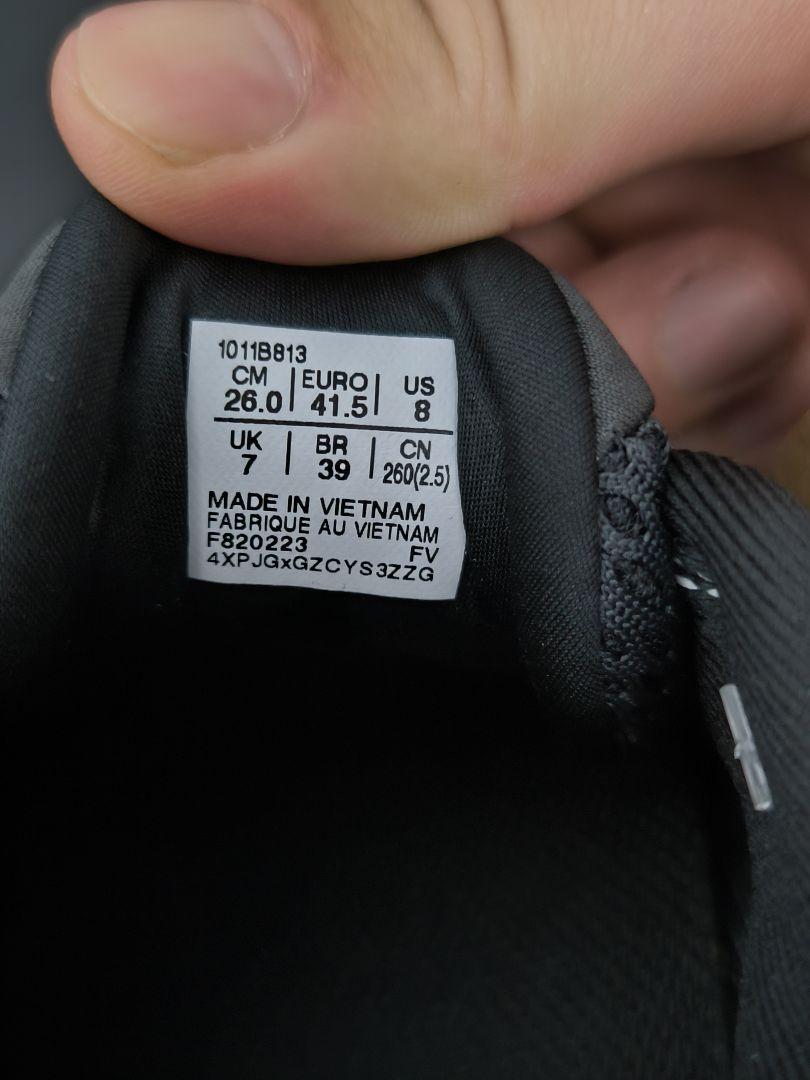 1011B813
CM | EURO | US
26.0 | 41.5 | 8
UK | BR | CN
7 | 39 | 260(2.5)
MADE IN VIETNAM
FABRIQUE AU VIETNAM
F820223 FV
4XPJGxGZCYS3ZZG